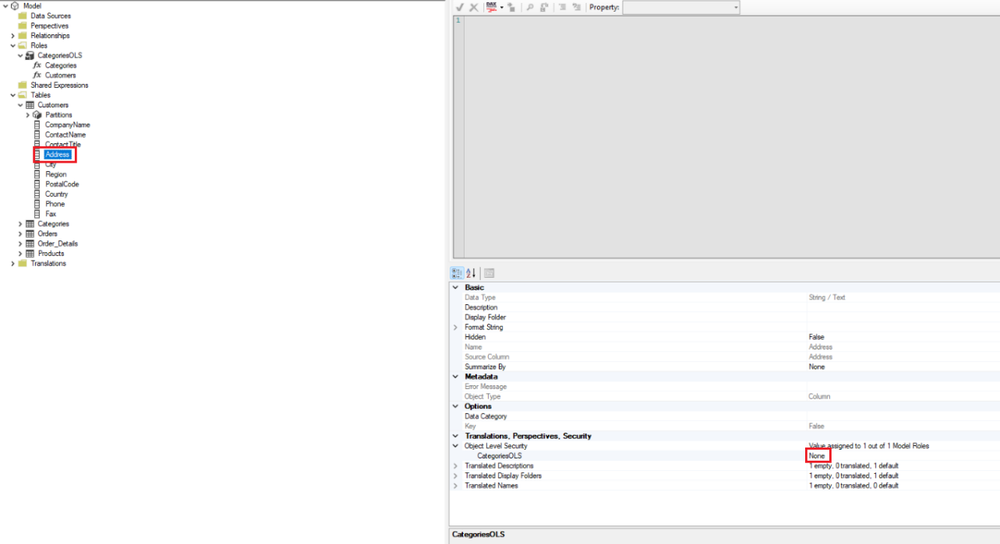 Model
Data Sources
Perspectives
Relationships
Roles
CategoriesOLS
fx Categories
fx Customers
Shared Expressions
Tables
Customers
Partitions
CompanyName
ContactName
ContactTitle
Address
City
Region
PostalCode
Country
Phone
Fax
Categories
Orders
Order_Details
Products
Translations
DAX Property:
1
Basic
Data Type String / Text
Description
Display Folder
Format String
Hidden False
Name Address
Source Column Address
Summarize By None
Metadata
Error Message
Object Type Column
Options
Data Category
Key False
Translations, Perspectives, Security
Object Level Security Value assigned to 1 out of 1 Model Roles
CategoriesOLS None
Translated Descriptions 1 empty, 0 translated, 1 default
Translated Display Folders 1 empty, 0 translated, 1 default
Translated Names 1 empty, 0 translated, 0 default
CategoriesOLS